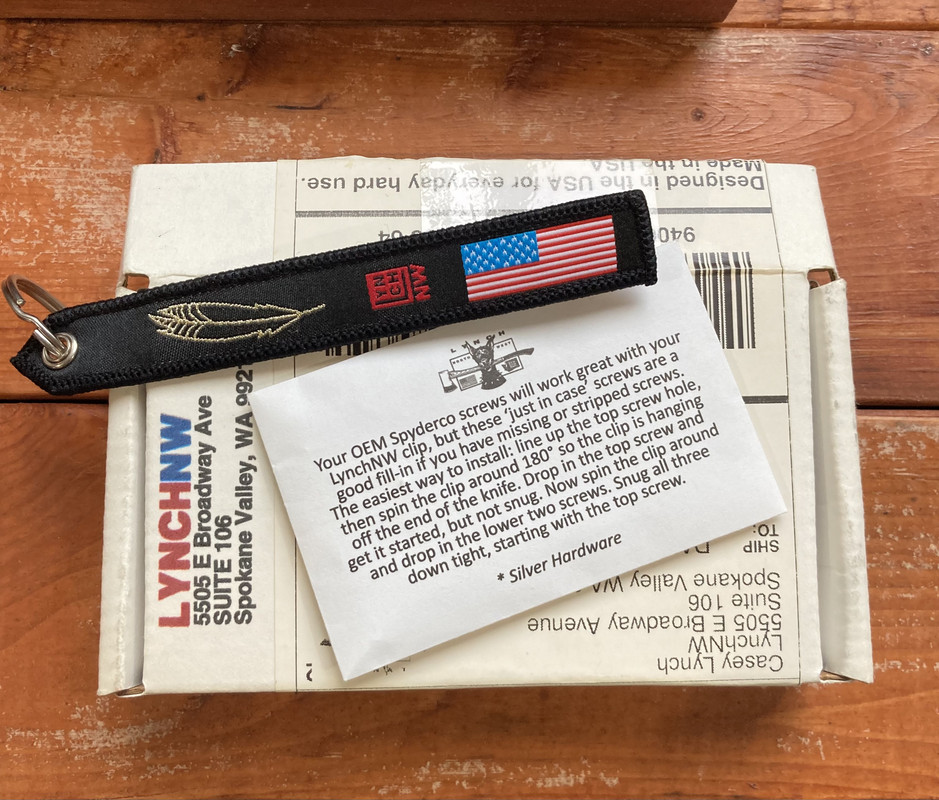 Designed in the USA for everyday hard use.
Made in the USA
LYNCH
NW
LYNCH
NORTH
Your OEM Spyderco screws will work great with your
LynchNW clip, but these 'just in case' screws are a
good fill-in if you have missing or stripped screws.
The easiest way to install: line up the top screw hole,
then spin the clip around 180° so the clip is hanging
off the end of the knife. Drop in the top screw and
get it started, but not snug. Now spin the clip around
and drop in the lower two screws. Snug all three
down tight, starting with the top screw.
* Silver Hardware
LYNCHNW
5505 E Broadway Ave
SUITE 106
Spokane Valley, WA 992
Casey Lynch
LynchNW
5505 E Broadway Avenue
Suite 106
Spokane Valley WA
SHIP
TO:
940